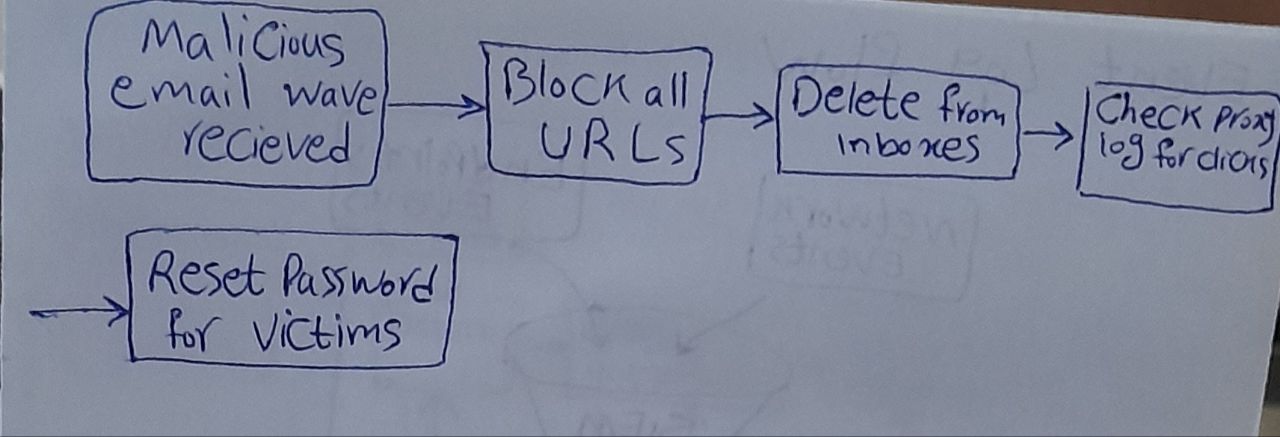 Malicious
email wave
recieved
Block all
URLs
Delete from
inboxes
Check proxy
log for clicks
Reset Password
for victims